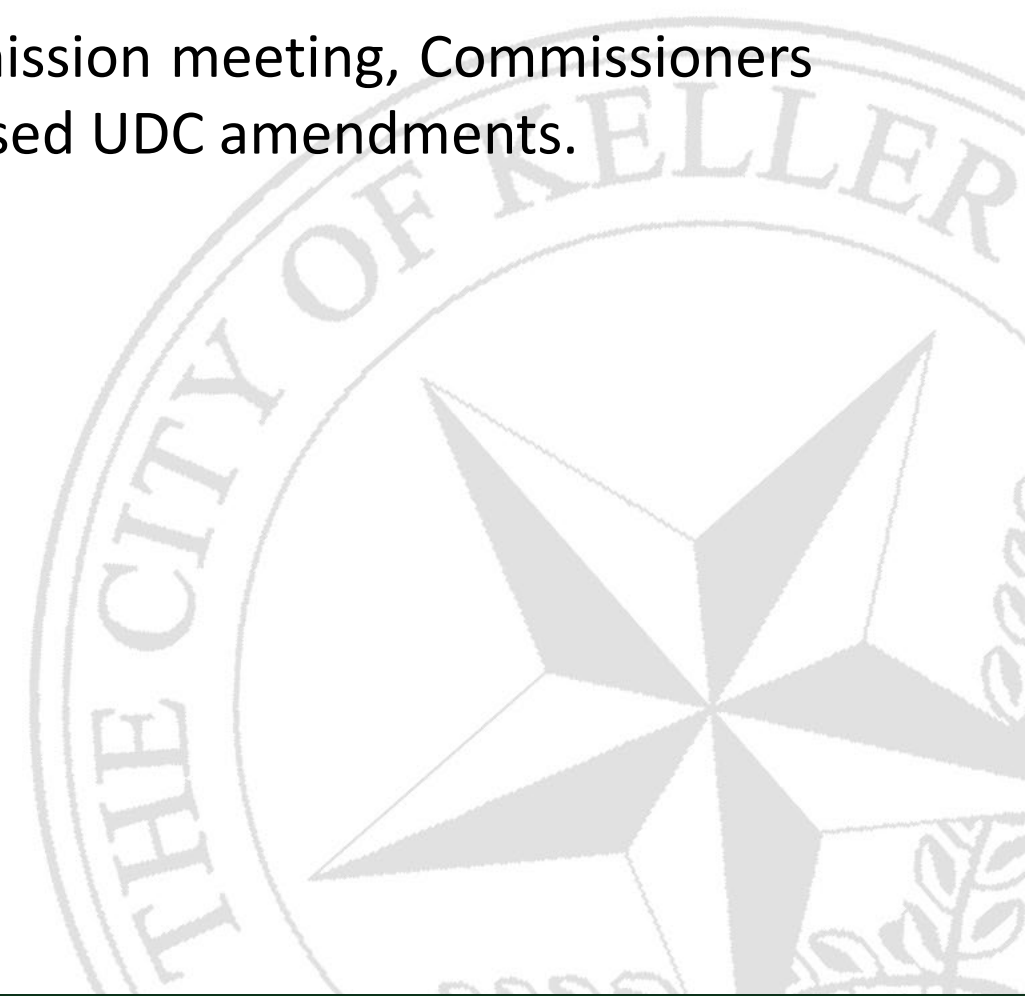 ission meeting, Commissioners
sed UDC amendments.
THE CITY OF KELLER